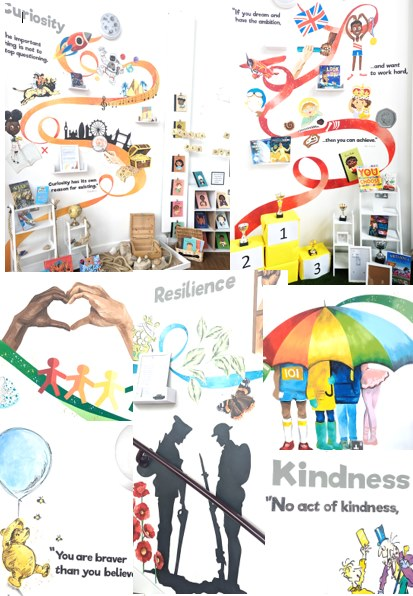 Curiosity
The important
thing is not to
stop questioning.
Curiosity has its own
reason for existing."
"If you dream and
have the ambition,
...and want
to work hard,
...then you can achieve."
YOU
2
1
3
Resilience
101
"You are braver
than you believe
Kindness
"No act of kindness,